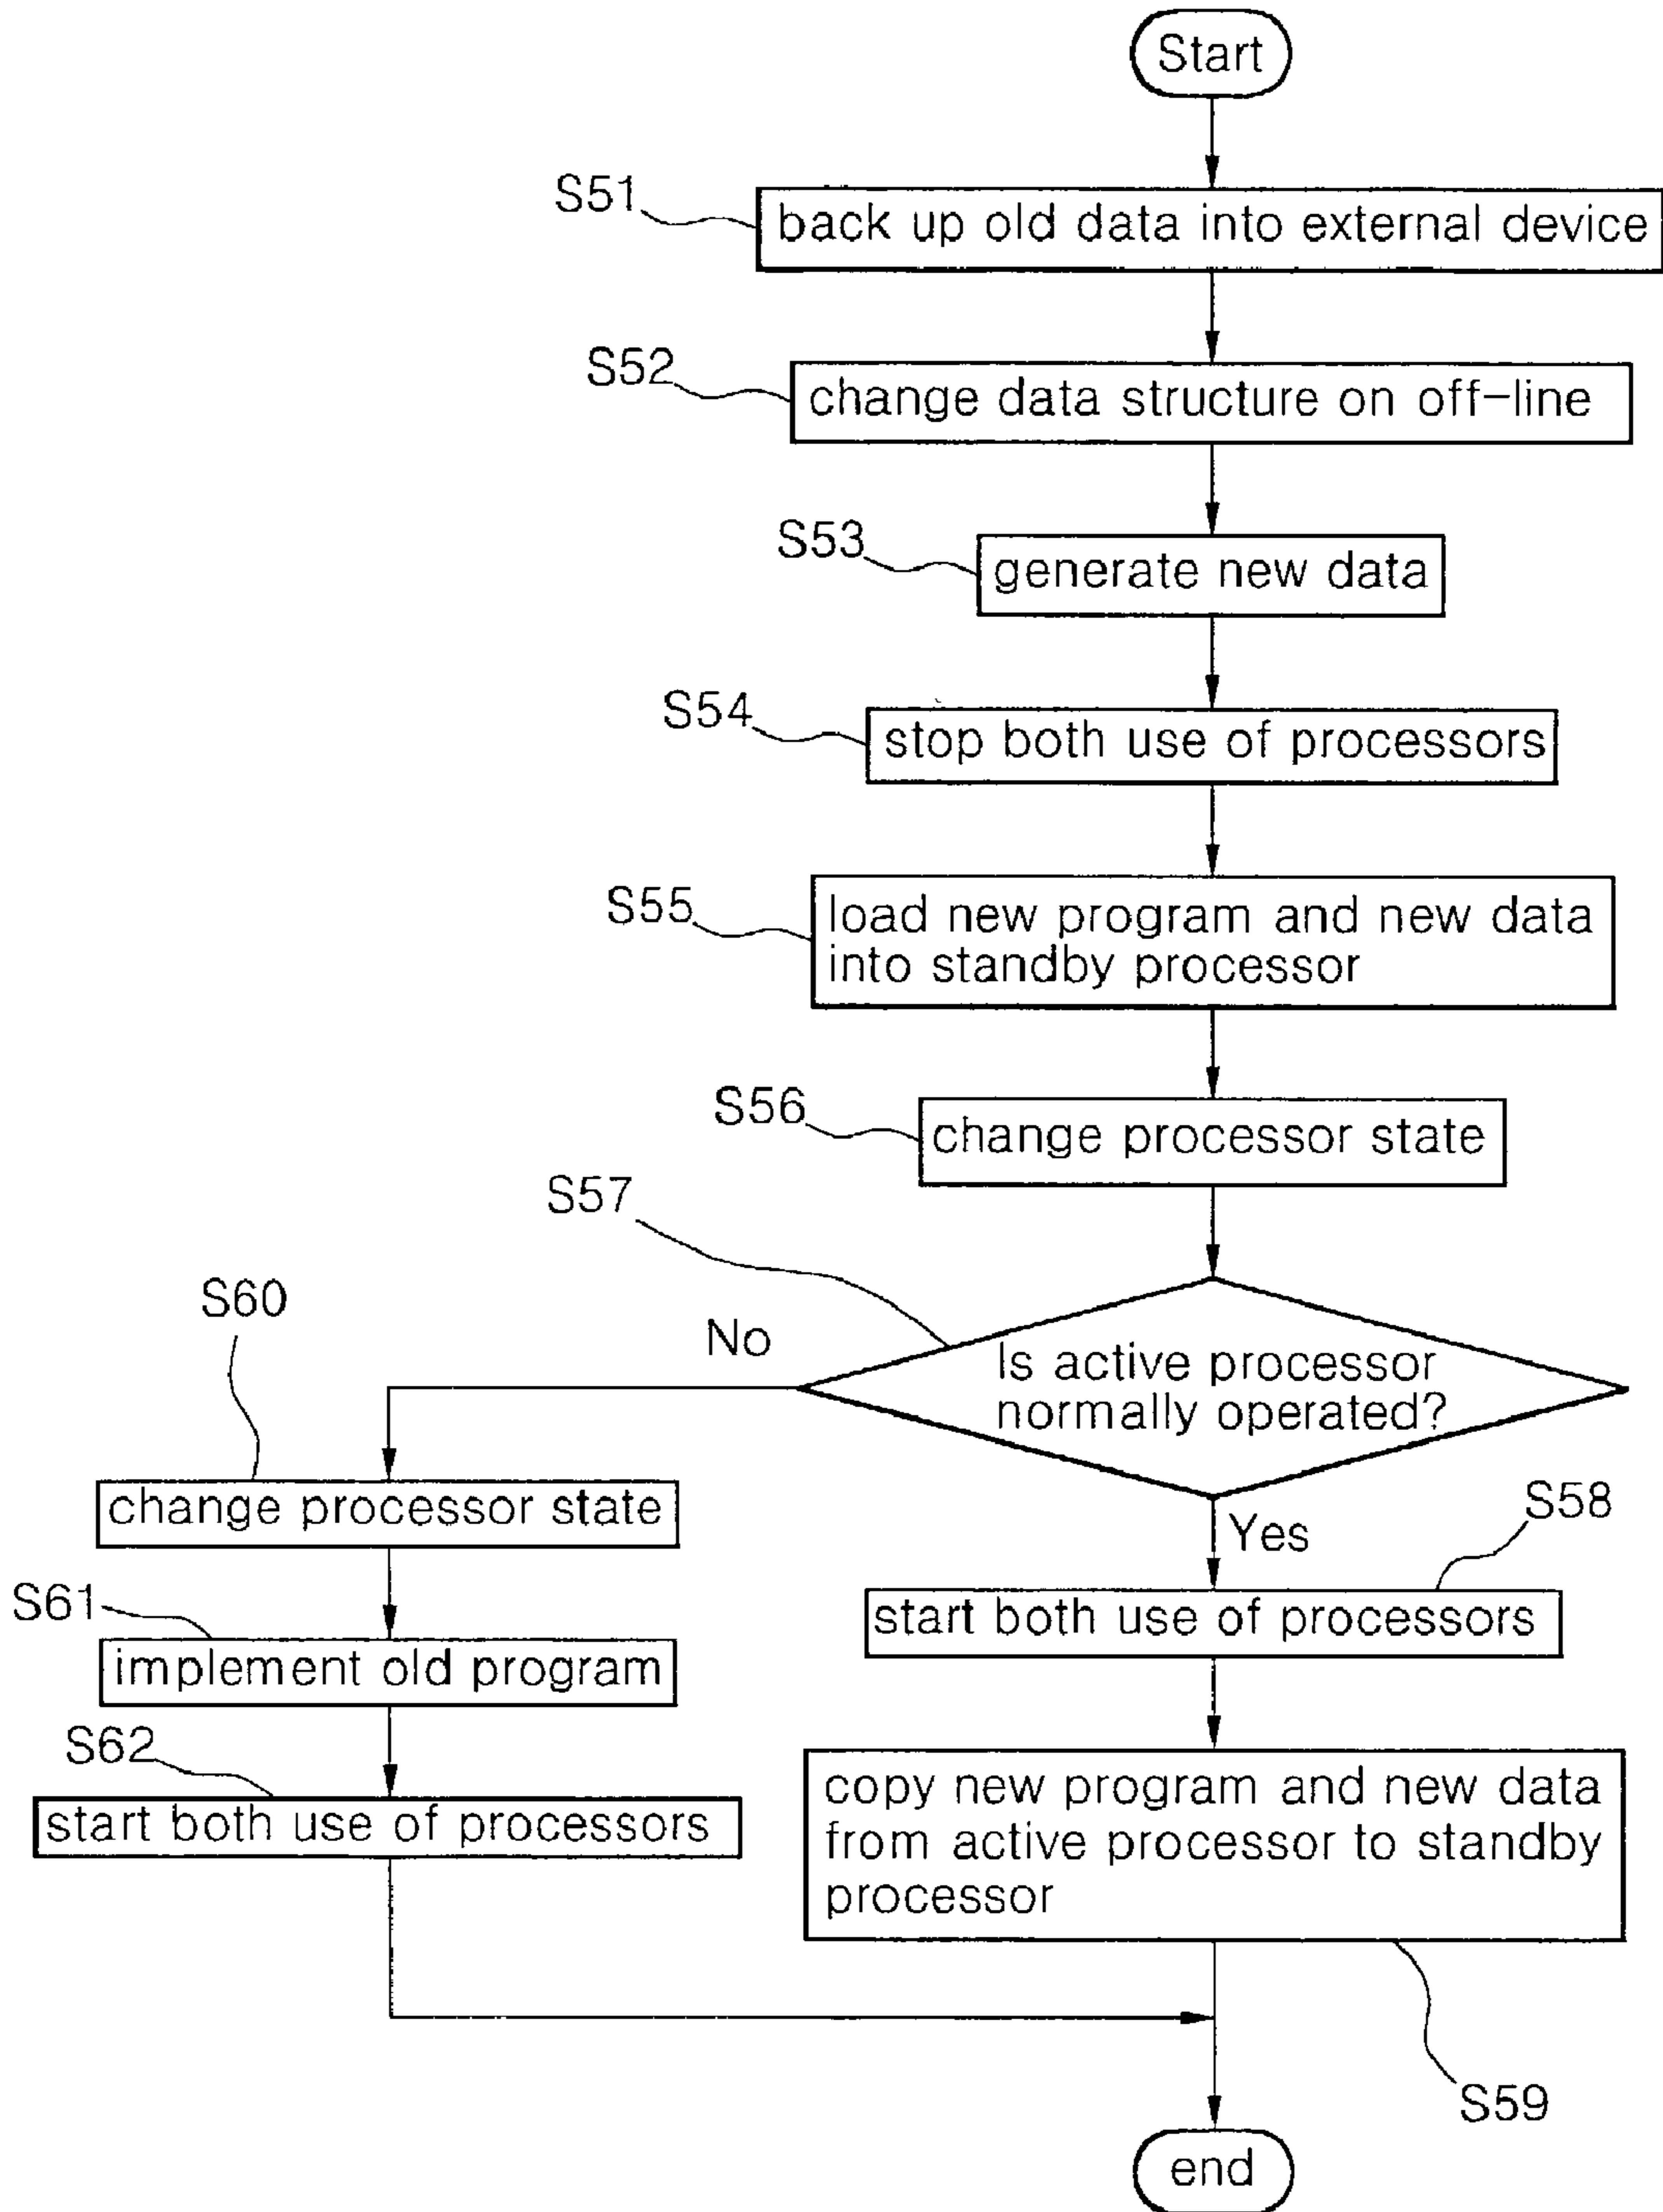 Start
S51
back up old data into external device
S52
change data structure on off-line
S53
generate new data
S54
stop both use of processors
S55
load new program and new data
into standby processor
S56
change processor state
S57
Is active processor
normally operated?
No
Yes
S60
change processor state
S61
implement old program
S62
start both use of processors
S58
start both use of processors
copy new program and new data
from active processor to standby
processor
S59
end